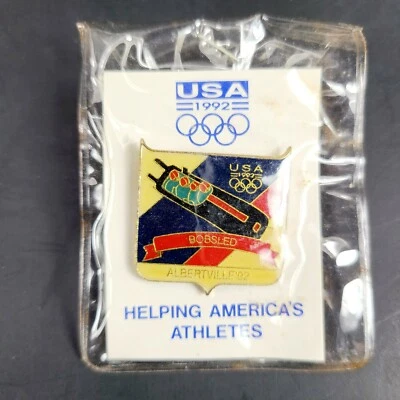 USA
1992
USA
1992
BOBSLED
ALBERTVILLE '92
HELPING AMERICA'S
ATHLETES